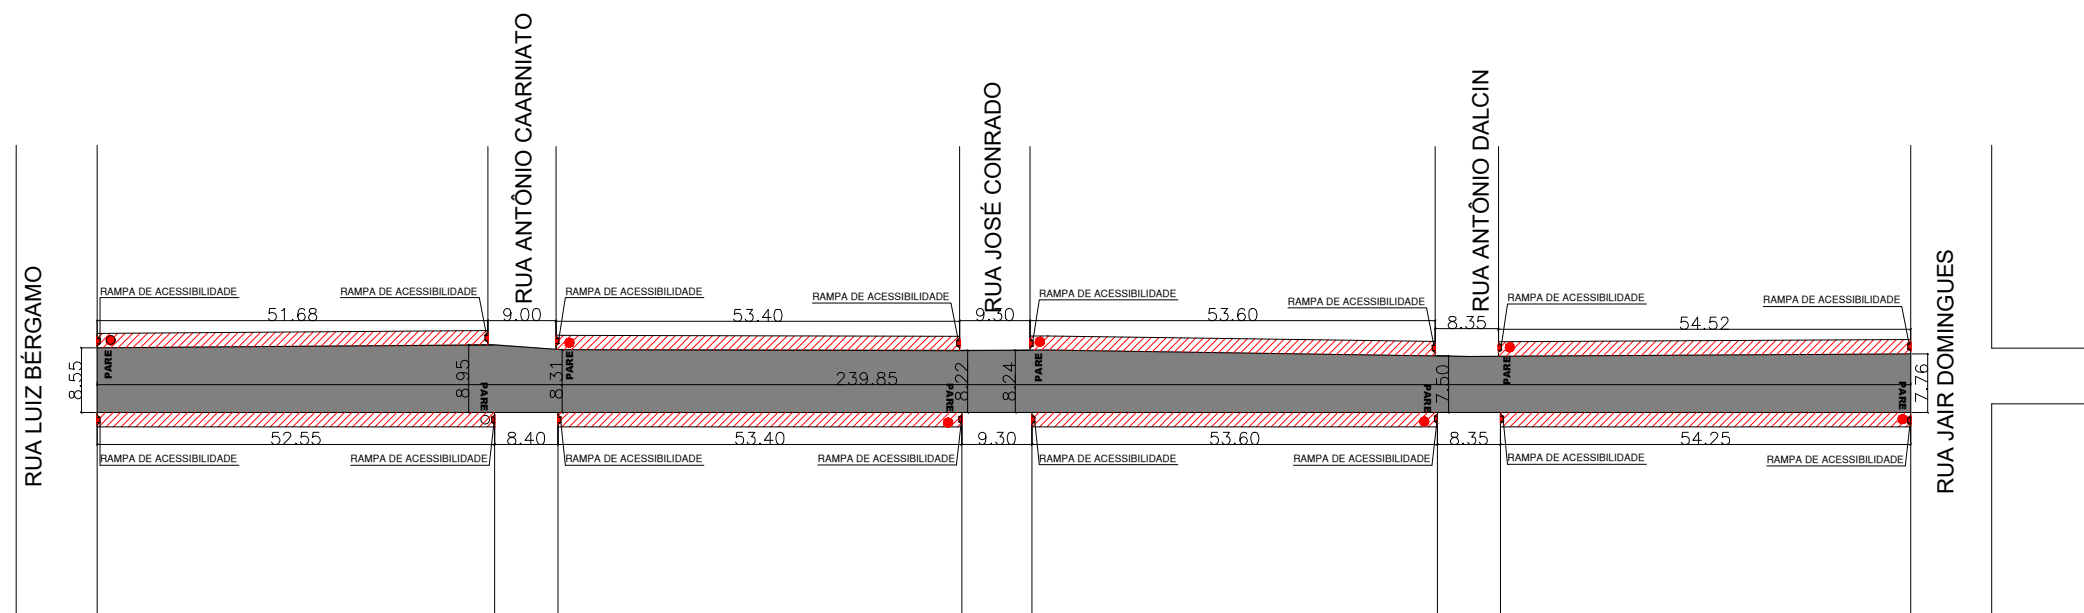 RUA LUIZ BÉRGAMO
RUA ANTÔNIO CAARNIATO
RUA JOSÉ CONRADO
RUA ANTÔNIO DALCIN
RUA JAIR DOMINGUES
RAMPA DE ACESSIBILIDADE
RAMPA DE ACESSIBILIDADE
RAMPA DE ACESSIBILIDADE
RAMPA DE ACESSIBILIDADE
RAMPA DE ACESSIBILIDADE
RAMPA DE ACESSIBILIDADE
RAMPA DE ACESSIBILIDADE
RAMPA DE ACESSIBILIDADE
51.68
9.00
53.40
9.30
53.60
8.35
54.52
PARE
PARE
PARE
PARE
8.55
8.95
8.31
239.85
8.22
8.24
7.50
7.76
PARE
PARE
PARE
PARE
52.55
8.40
53.40
9.30
53.60
8.35
54.25
RAMPA DE ACESSIBILIDADE
RAMPA DE ACESSIBILIDADE
RAMPA DE ACESSIBILIDADE
RAMPA DE ACESSIBILIDADE
RAMPA DE ACESSIBILIDADE
RAMPA DE ACESSIBILIDADE
RAMPA DE ACESSIBILIDADE
RAMPA DE ACESSIBILIDADE